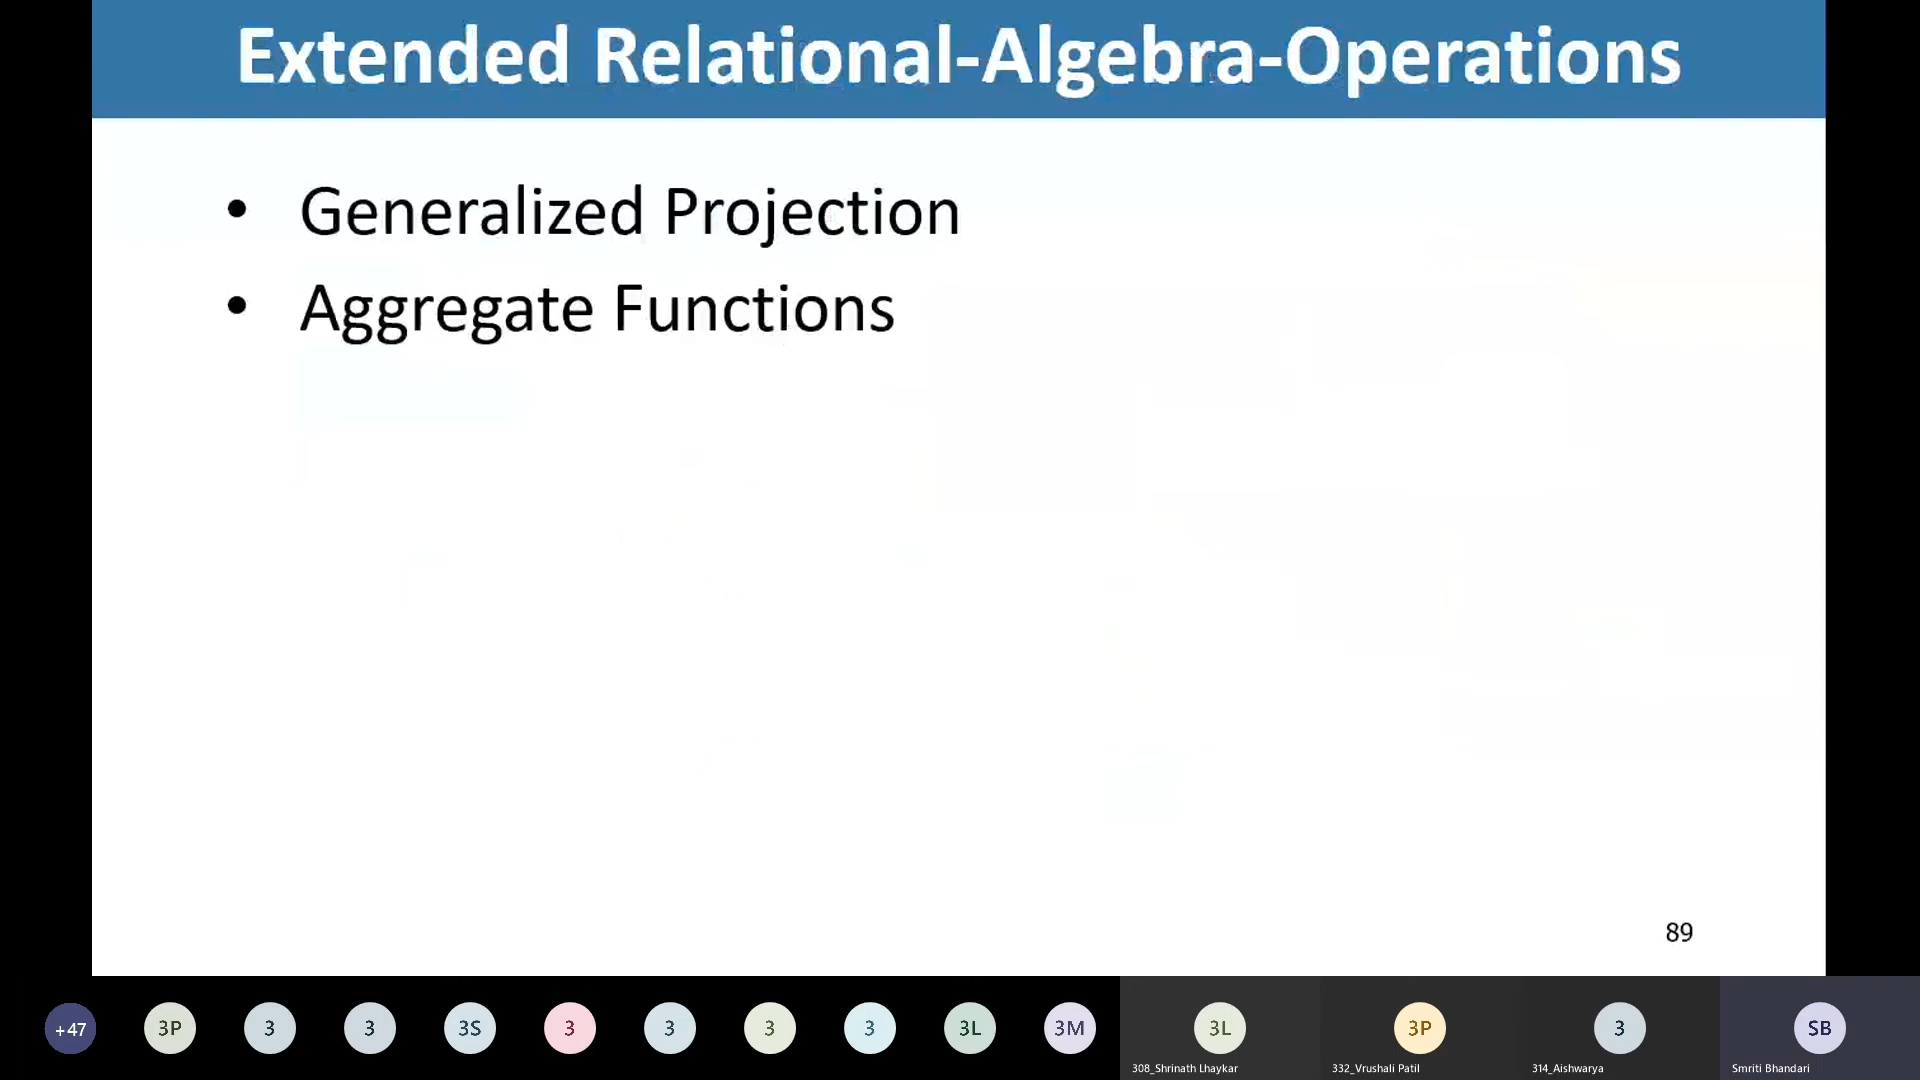 Extended Relational-Algebra-Operations
• Generalized Projection
• Aggregate Functions
89
+47
3P
3
3
3S
3
3
3
3
3L
3M
3L
3P
3
SB
308_Shrinath Lhaykar
332_Vrushali Patil
314_Aishwarya
Smriti Bhandari